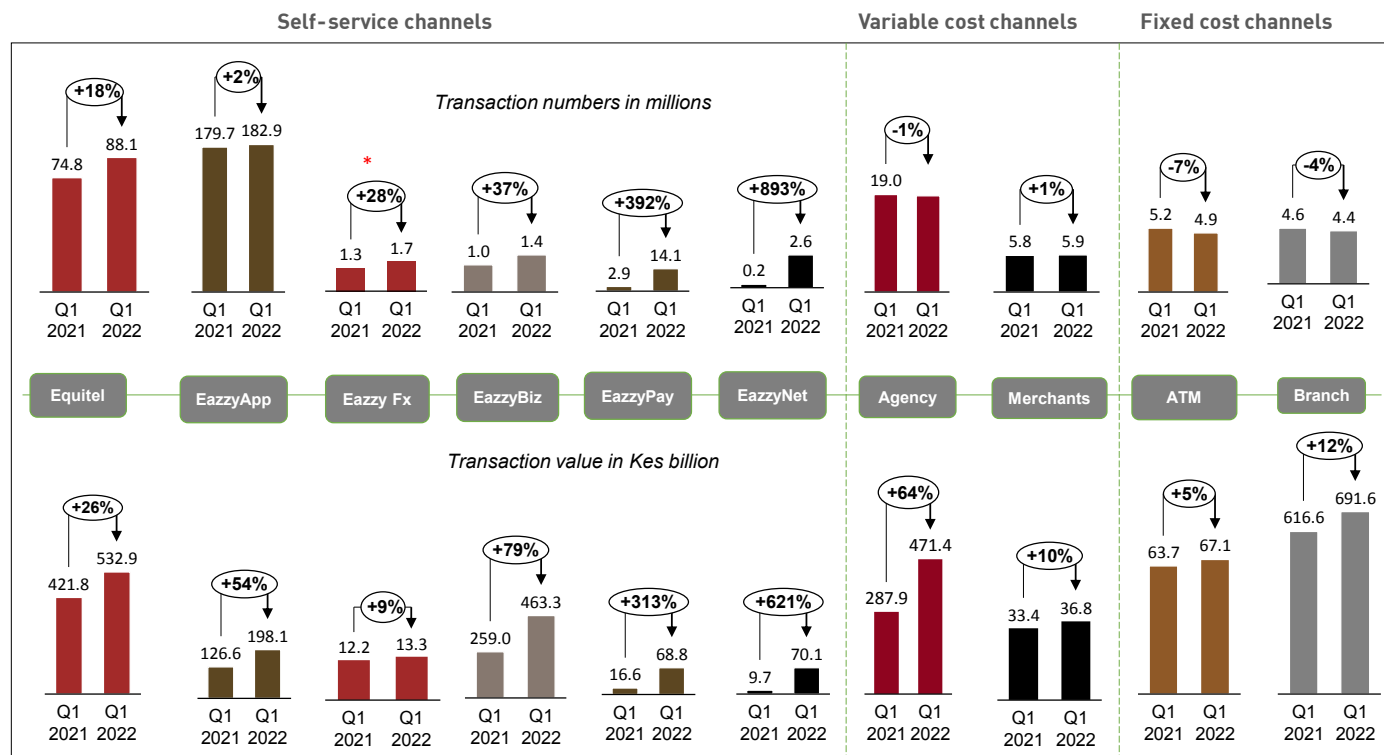 Self-service channels
Variable cost channels
Fixed cost channels
Transaction numbers in millions
+18%
74.8
88.1
Q1 2021
Q1 2022
+2%
179.7
182.9
Q1 2021
Q1 2022
*
+28%
1.3
1.7
Q1 2021
Q1 2022
+37%
1.0
1.4
Q1 2021
Q1 2022
+392%
2.9
14.1
Q1 2021
Q1 2022
+893%
0.2
2.6
Q1 2021
Q1 2022
-1%
19.0
Q1 2021
Q1 2022
+1%
5.8
5.9
Q1 2021
Q1 2022
-7%
5.2
4.9
Q1 2021
Q1 2022
-4%
4.6
4.4
Q1 2021
Q1 2022
Equitel
EazzyApp
Eazzy Fx
EazzyBiz
EazzyPay
EazzyNet
Agency
Merchants
ATM
Branch
Transaction value in Kes billion
+26%
421.8
532.9
Q1 2021
Q1 2022
+54%
126.6
198.1
Q1 2021
Q1 2022
+9%
12.2
13.3
Q1 2021
Q1 2022
+79%
259.0
463.3
Q1 2021
Q1 2022
+313%
16.6
68.8
Q1 2021
Q1 2022
+621%
9.7
70.1
Q1 2021
Q1 2022
+64%
287.9
471.4
Q1 2021
Q1 2022
+10%
33.4
36.8
Q1 2021
Q1 2022
+5%
63.7
67.1
Q1 2021
Q1 2022
+12%
616.6
691.6
Q1 2021
Q1 2022